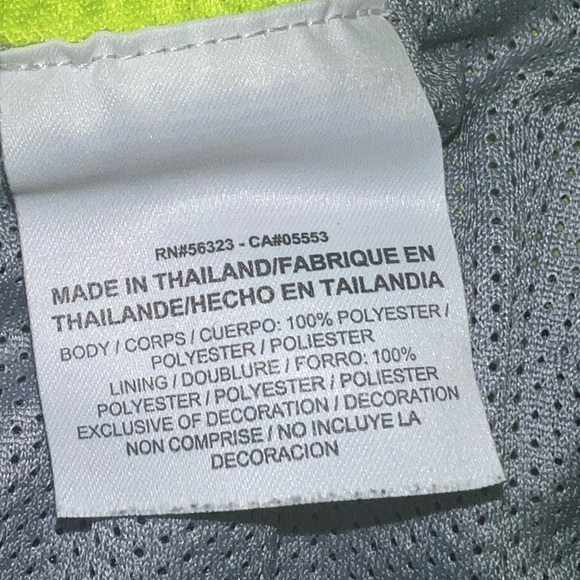 RN#56323 - CA#05553
MADE IN THAILAND/FABRIQUE EN
THAILANDE/HECHO EN TAILANDIA
BODY / CORPS / CUERPO: 100% POLYESTER /
POLYESTER / POLIESTER
LINING / DOUBLURE / FORRO: 100%
POLYESTER / POLYESTER / POLIESTER
EXCLUSIVE OF DECORATION / DECORATION
NON COMPRISE / NO INCLUYE LA
DECORACION